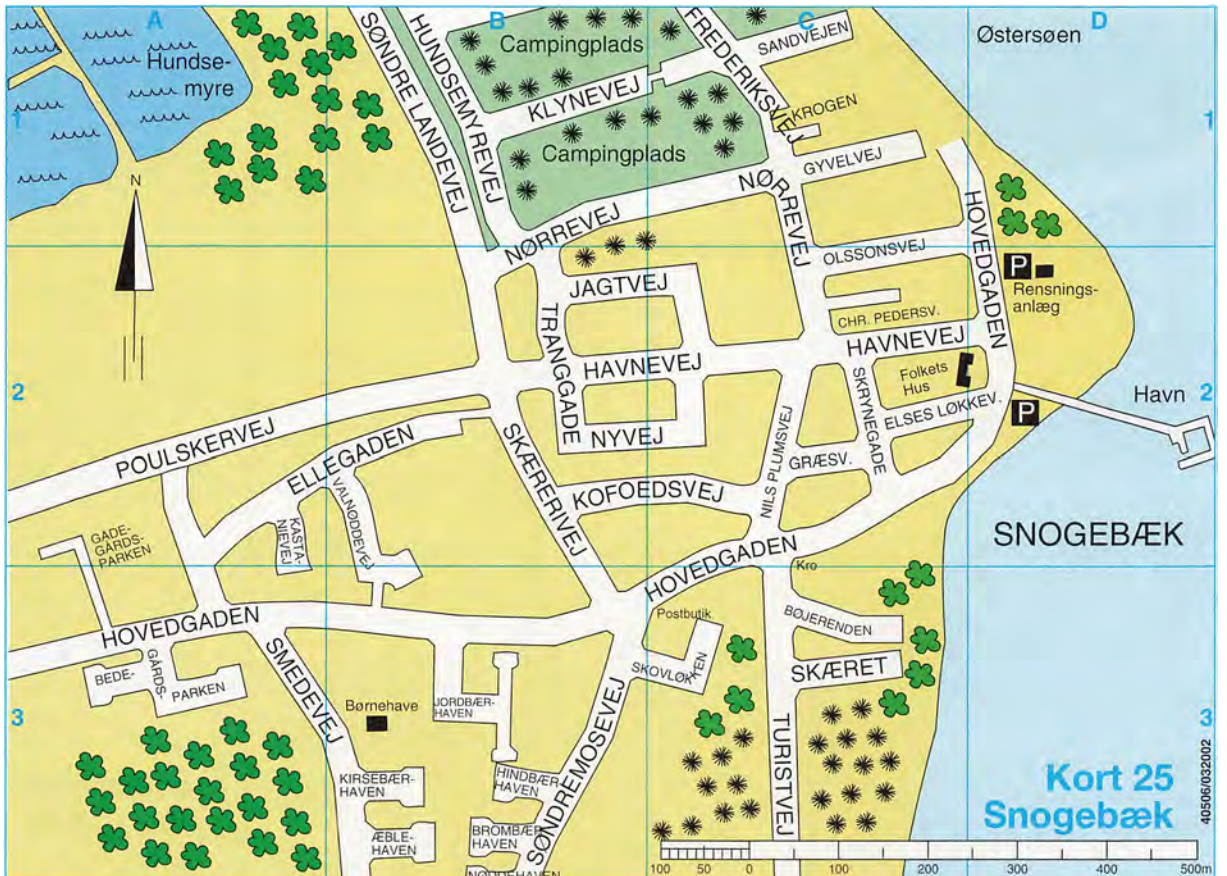 A
B
C
D
Østersøen
Hundse-
myre
SØNDRE LANDEVEJ
HUNDSEMYREVEJ
Campingplads
FREDERIKSVEJ
SANDVEJEN
KLYNEVEJ
KROGEN
1
1
Campingplads
GYVELVEJ
N
NØRREVEJ
NØRREVEJ
HOVEDGADEN
OLSSONSVEJ
P
Rensnings-
anlæg
JAGTVEJ
CHR. PEDERSV.
TRANGGADE
HAVNEVEJ
HAVNEVEJ
Folkets
Hus
SKRYNEGADE
2
2
Havn
P
ELSES LØKKEV.
NYVEJ
NILS PLUMSVEJ
GRÆSV.
POULSKERVEJ
ELLEGADEN
SKÆRERIVEJ
KOFOEDSVEJ
VALNØDDEVEJ
KASTA-
NIEVEJ
GADE-
GÅRDS-
PARKEN
SNOGEBÆK
HOVEDGADEN
Kro
HOVEDGADEN
Postbutik
BØJERENDEN
BEDE-
GÅRDS-
PARKEN
SMEDEVEJ
SKOVLØKKEN
SKÆRET
Børnehave
JORDBÆR-
HAVEN
SØNDREMOSEVEJ
TURISTVEJ
3
3
KIRSEBÆR-
HAVEN
HINDBÆR-
HAVEN
ÆBLE-
HAVEN
BROMBÆR-
HAVEN
NØDDEHAVEN
Kort 25
Snogebæk
40506/032002
100 50 0 100 200 300 400 500m